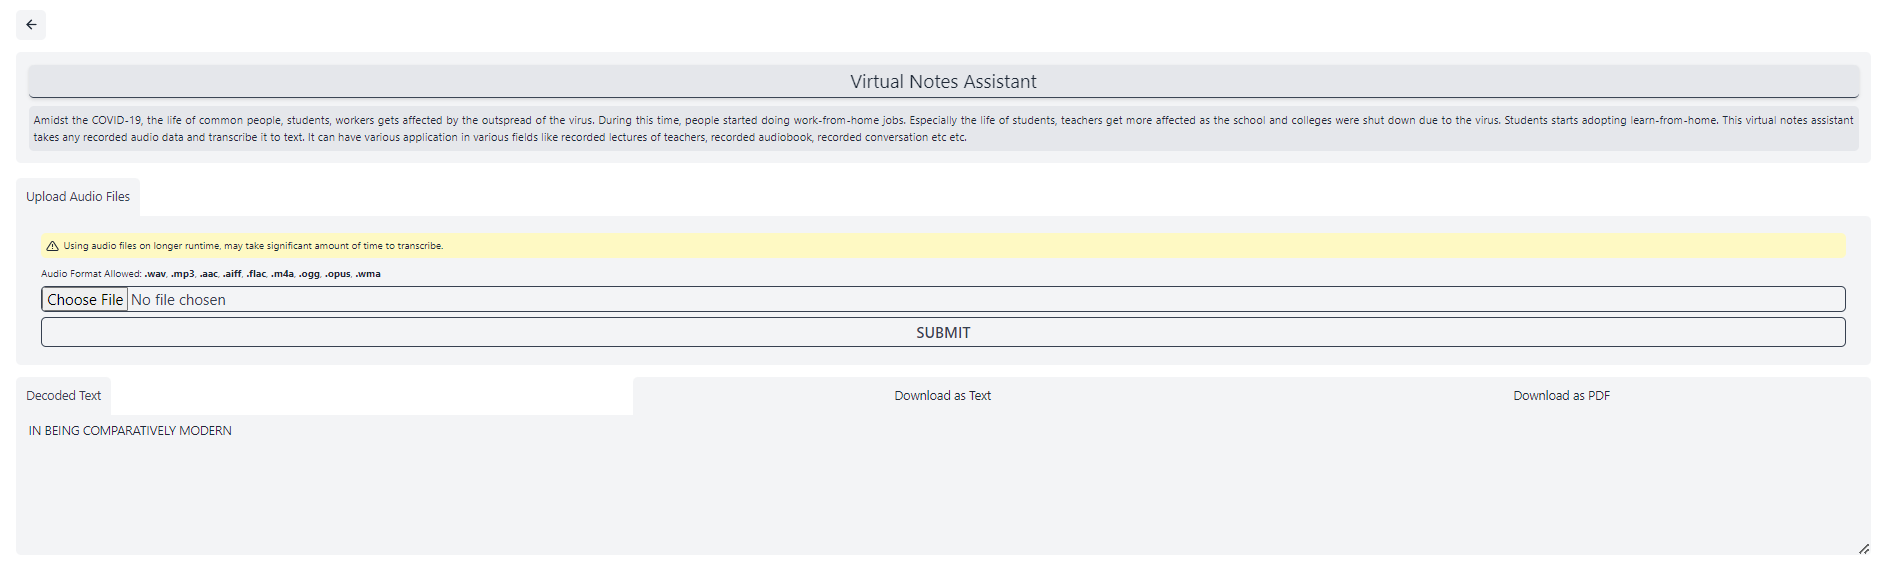 Virtual Notes Assistant
Amidst the COVID-19, the life of common people, students, workers gets affected by the outspread of the virus. During this time, people started doing work-from-home jobs. Especially the life of students, teachers get more affected as the school and colleges were shut down due to the virus. Students starts adopting learn-from-home. This virtual notes assistant
takes any recorded audio data and transcribe it to text. It can have various application in various fields like recorded lectures of teachers, recorded audiobook, recorded conversation etc etc.
Upload Audio Files
Using audio files on longer runtime, may take significant amount of time to transcribe.
Audio Format Allowed: .wav, .mp3, .aac, .aiff, .flac, .m4a, .ogg, .opus, .wma
Choose File No file chosen
SUBMIT
Decoded Text Download as Text Download as PDF
IN BEING COMPARATIVELY MODERN